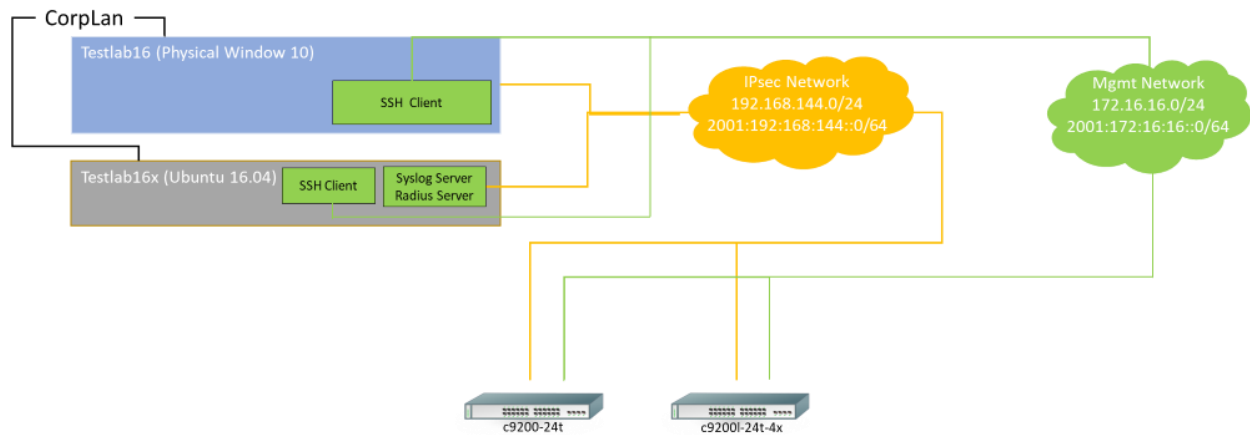 CorpLan
Testlab16 (Physical Window 10)
SSH Client
IPsec Network
192.168.144.0/24
2001:192:168:144::0/64
Mgmt Network
172.16.16.0/24
2001:172:16:16::0/64
Testlab16x (Ubuntu 16.04)
SSH Client
Syslog Server
Radius Server
c9200-24t
c9200l-24t-4x